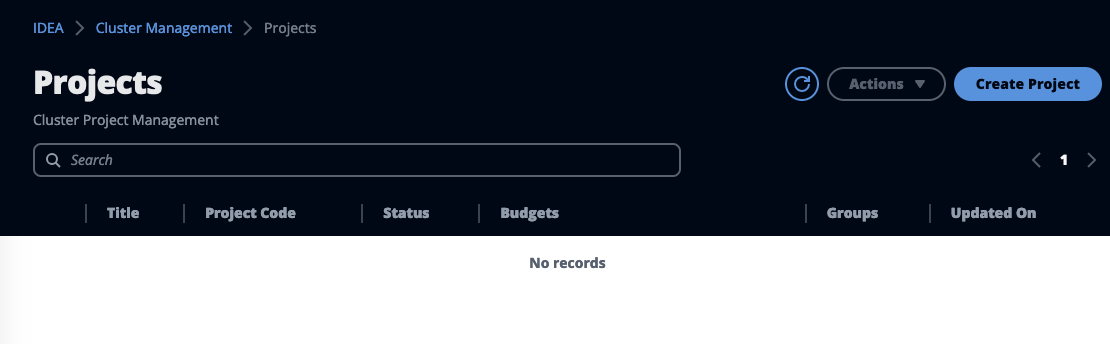 IDEA Cluster Management Projects
Projects
Actions Create Project
Cluster Project Management
Search
1
Title Project Code Status Budgets Groups Updated On
No records